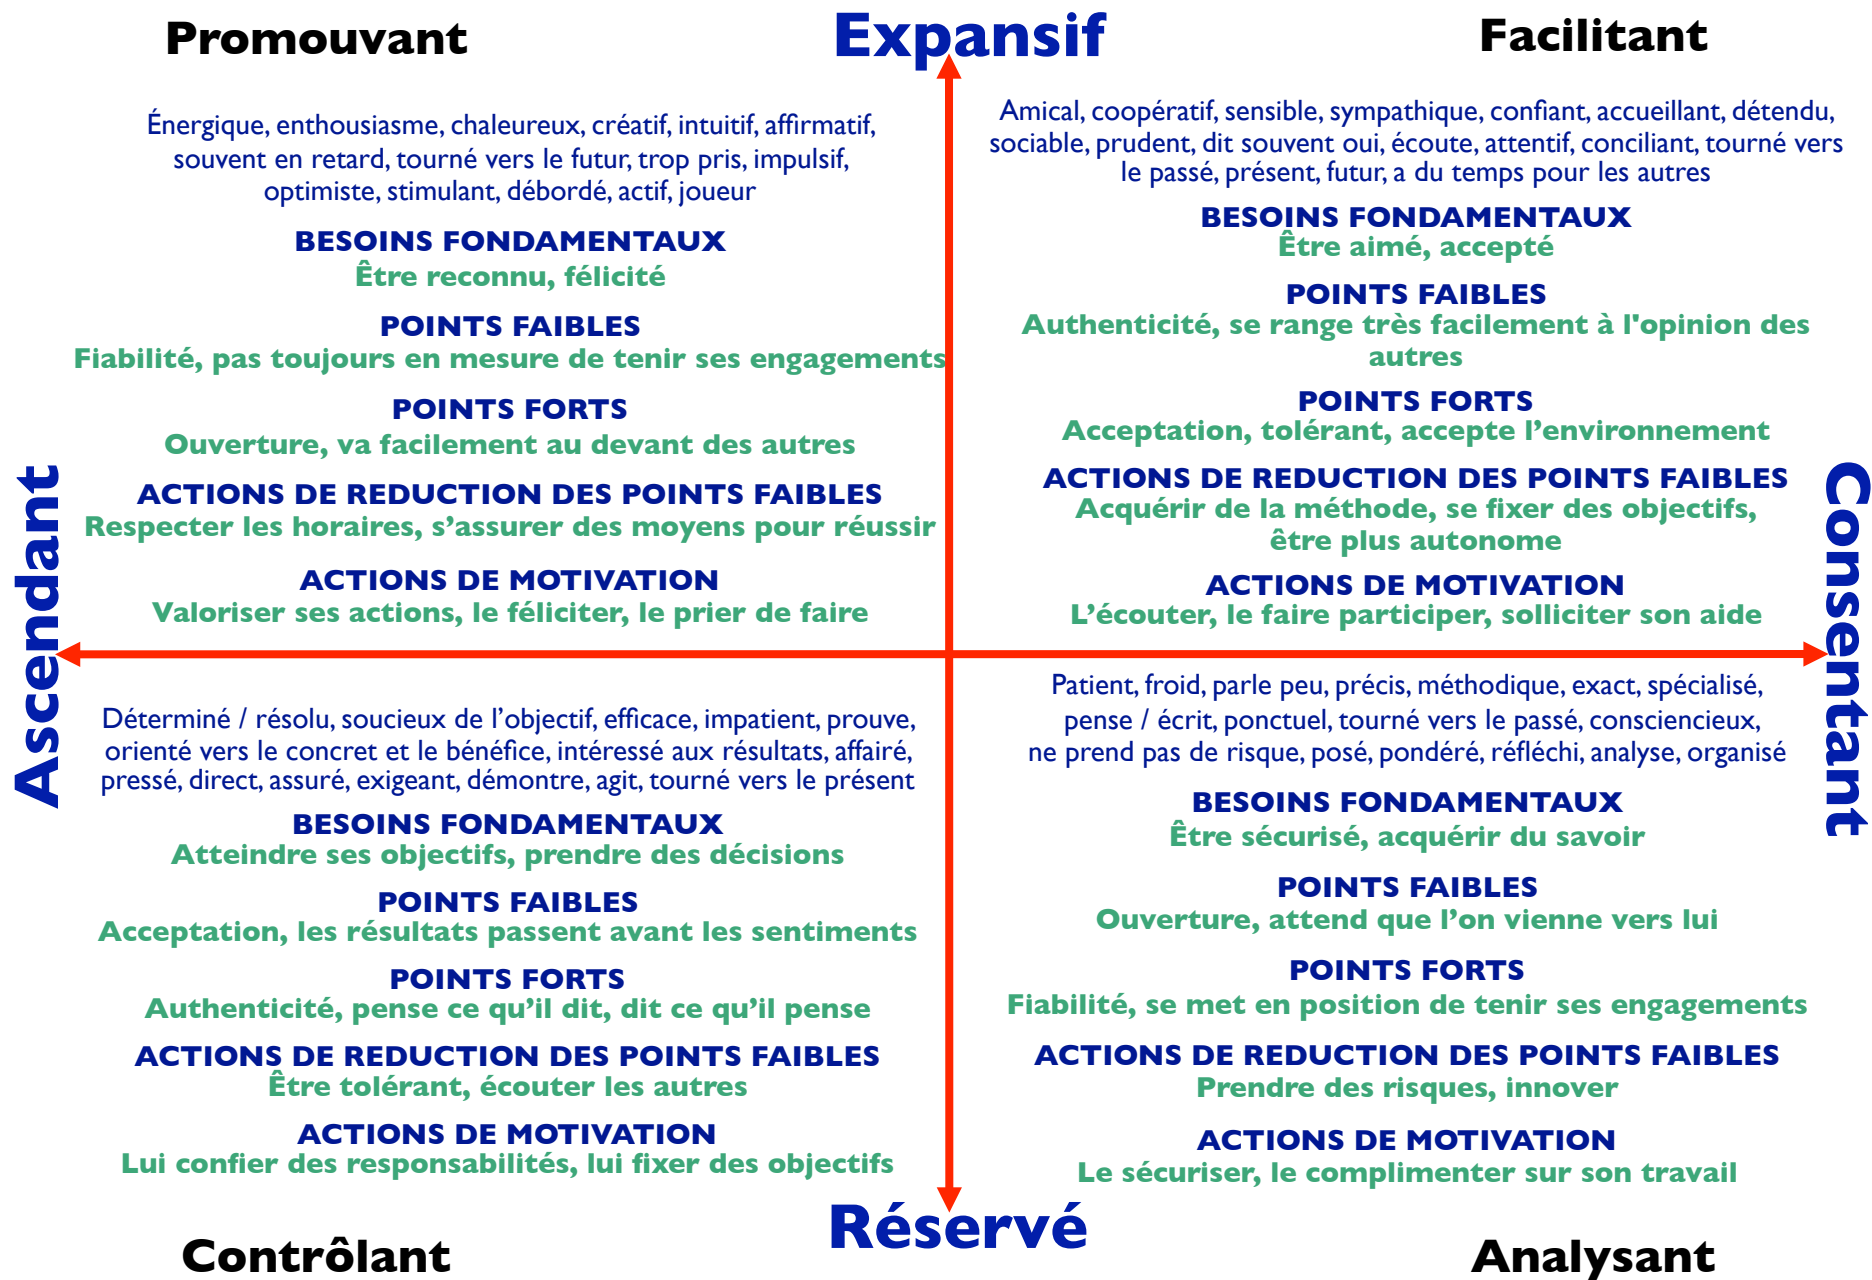 Promouvant
Expansif
Facilitant
Énergique, enthousiasme, chaleureux, créatif, intuitif, affirmatif,
souvent en retard, tourné vers le futur, trop pris, impulsif,
optimiste, stimulant, débordé, actif, joueur
BESOINS FONDAMENTAUX
Être reconnu, félicité
POINTS FAIBLES
Fiabilité, pas toujours en mesure de tenir ses engagements
POINTS FORTS
Ouverture, va facilement au devant des autres
ACTIONS DE REDUCTION DES POINTS FAIBLES
Respecter les horaires, s’assurer des moyens pour réussir
ACTIONS DE MOTIVATION
Valoriser ses actions, le féliciter, le prier de faire
Amical, coopératif, sensible, sympathique, confiant, accueillant, détendu,
sociable, prudent, dit souvent oui, écoute, attentif, conciliant, tourné vers
le passé, présent, futur, a du temps pour les autres
BESOINS FONDAMENTAUX
Être aimé, accepté
POINTS FAIBLES
Authenticité, se range très facilement à l'opinion des
autres
POINTS FORTS
Acceptation, tolérant, accepte l’environnement
ACTIONS DE REDUCTION DES POINTS FAIBLES
Acquérir de la méthode, se fixer des objectifs,
être plus autonome
ACTIONS DE MOTIVATION
L’écouter, le faire participer, solliciter son aide
Ascendant
Consentant
Déterminé / résolu, soucieux de l’objectif, efficace, impatient, prouve,
orienté vers le concret et le bénéfice, intéressé aux résultats, affairé,
pressé, direct, assuré, exigeant, démontre, agit, tourné vers le présent
BESOINS FONDAMENTAUX
Atteindre ses objectifs, prendre des décisions
POINTS FAIBLES
Acceptation, les résultats passent avant les sentiments
POINTS FORTS
Authenticité, pense ce qu’il dit, dit ce qu’il pense
ACTIONS DE REDUCTION DES POINTS FAIBLES
Être tolérant, écouter les autres
ACTIONS DE MOTIVATION
Lui confier des responsabilités, lui fixer des objectifs
Patient, froid, parle peu, précis, méthodique, exact, spécialisé,
pense / écrit, ponctuel, tourné vers le passé, consciencieux,
ne prend pas de risque, posé, pondéré, réfléchi, analyse, organisé
BESOINS FONDAMENTAUX
Être sécurisé, acquérir du savoir
POINTS FAIBLES
Ouverture, attend que l’on vienne vers lui
POINTS FORTS
Fiabilité, se met en position de tenir ses engagements
ACTIONS DE REDUCTION DES POINTS FAIBLES
Prendre des risques, innover
ACTIONS DE MOTIVATION
Le sécuriser, le complimenter sur son travail
Contrôlant
Réservé
Analysant